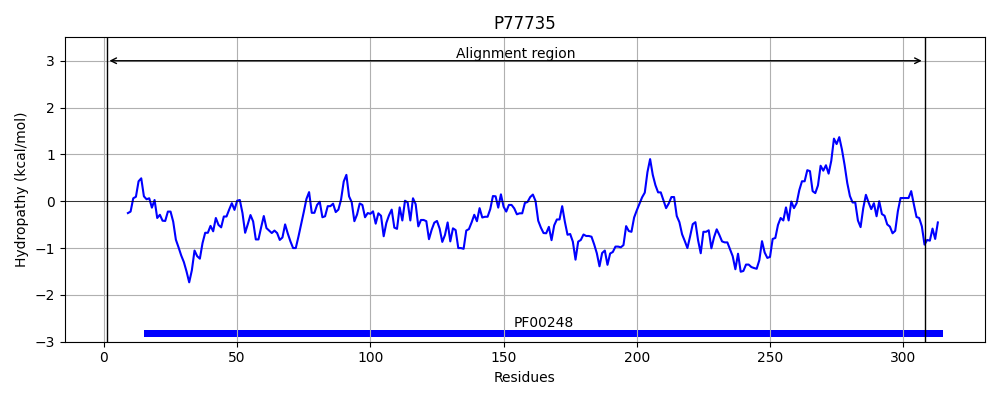 P77735
Alignment region
Hydropathy (kcal/mol)
3
2
1
0
−1
−2
−3
PF00248
0
50
100
150
200
250
300
Residues